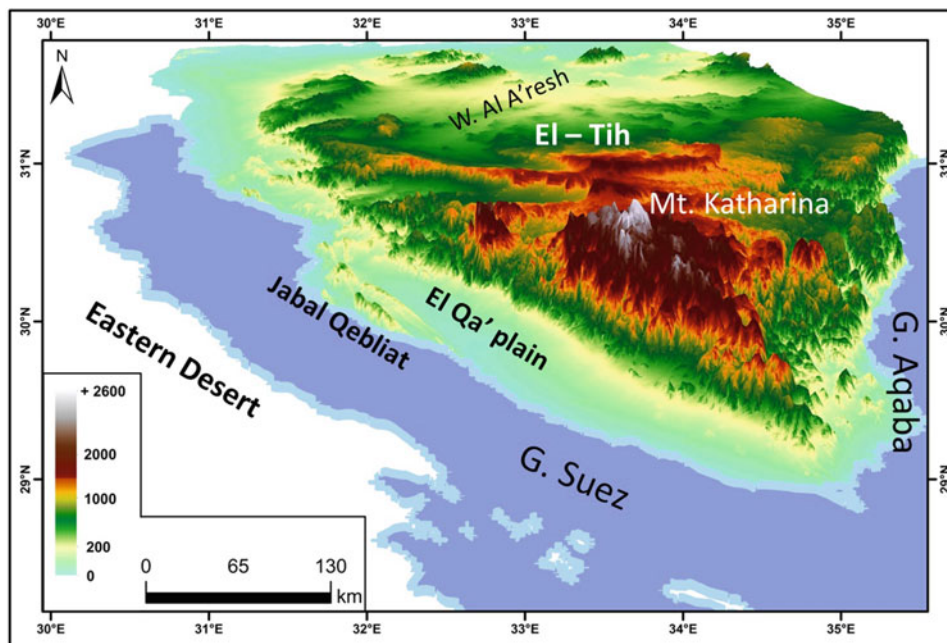 30°E 31°E 32°E 33°E 34°E 35°E
N
W. Al A'resh
El – Tih
31°N 31°N
Mt. Katharina
Jabal Qebliat
El Qa' plain
30°N 30°N
Eastern Desert
G. Aqaba
G. Suez
+ 2600
2000
1000
200
0
29°N 29°N
0 65 130
km
30°E 31°E 32°E 33°E 34°E 35°E